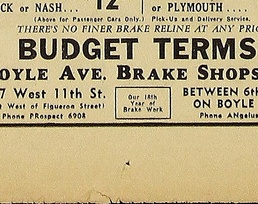 CK or NASH... 12 or PLYMOUTH....
(Above for Passenger Cars Only.) Pick-Up and Delivery Service.
THERE'S NO FINER BRAKE RELINE AT ANY PRIC
BUDGET TERMS
OYLE AVE. BRAKE SHOPS
7 West 11th St.
West of Figueroa Street)
Phone PRospect 6908
Our 18th
Year of
Brake Work
BETWEEN 6th
ON BOYLE
Phone ANgelus